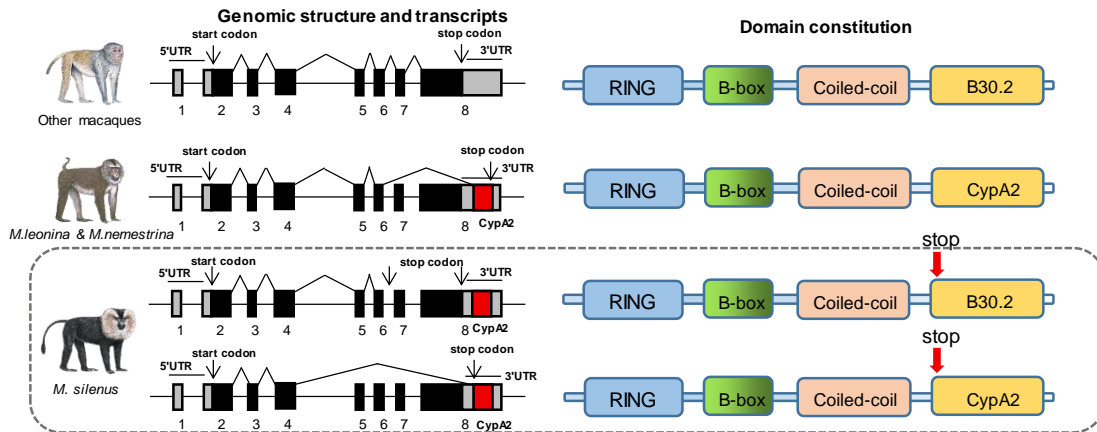 Genomic structure and transcripts
Domain constitution
5'UTR
start codon
stop codon
3'UTR
1 2 3 4 5 6 7 8
Other macaques
RING B-box Coiled-coil B30.2
5'UTR
start codon
stop codon
3'UTR
1 2 3 4 5 6 7 8
CypA2
M.leonina & M.nemestrina
RING B-box Coiled-coil CypA2
5'UTR
start codon
stop codon
3'UTR
1 2 3 4 5 6 7 8
CypA2
stop
RING B-box Coiled-coil B30.2
M. silenus
5'UTR
start codon
stop codon
3'UTR
1 2 3 4 5 6 7 8
CypA2
stop
RING B-box Coiled-coil CypA2